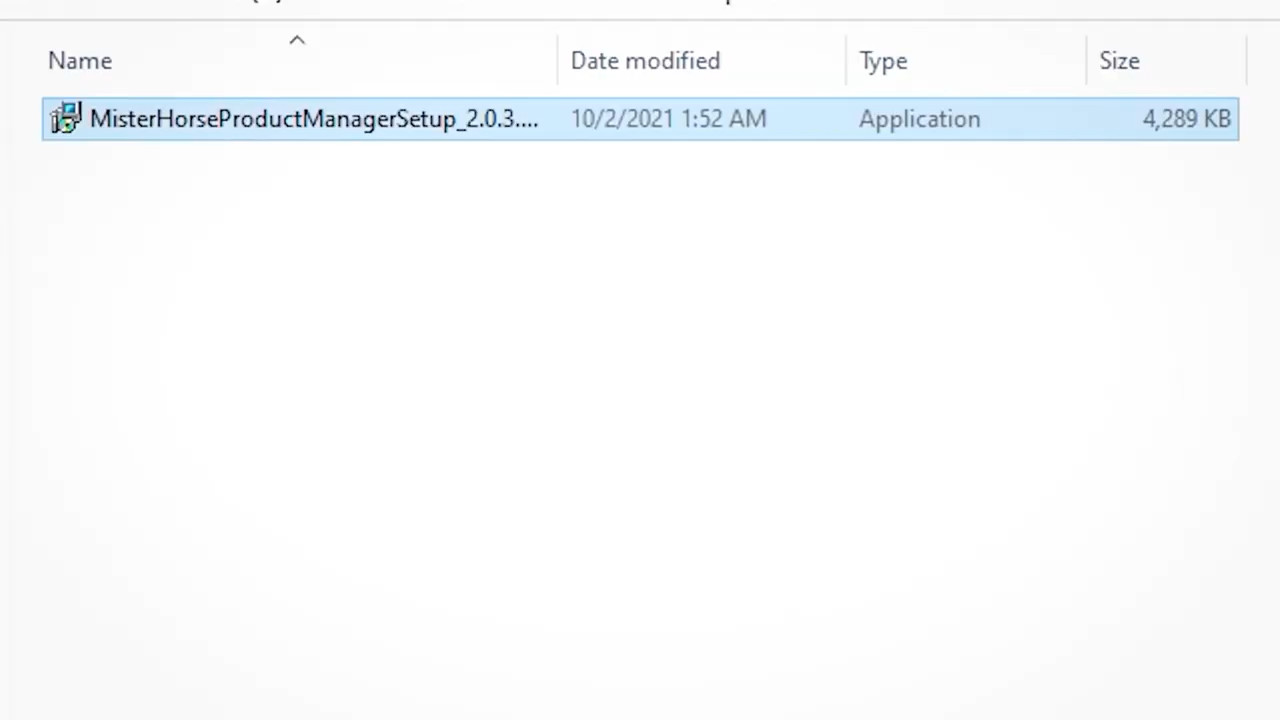 Name Date modified Type Size
MisterHorseProductManagerSetup_2.0.3.... 10/2/2021 1:52 AM Application 4,289 KB